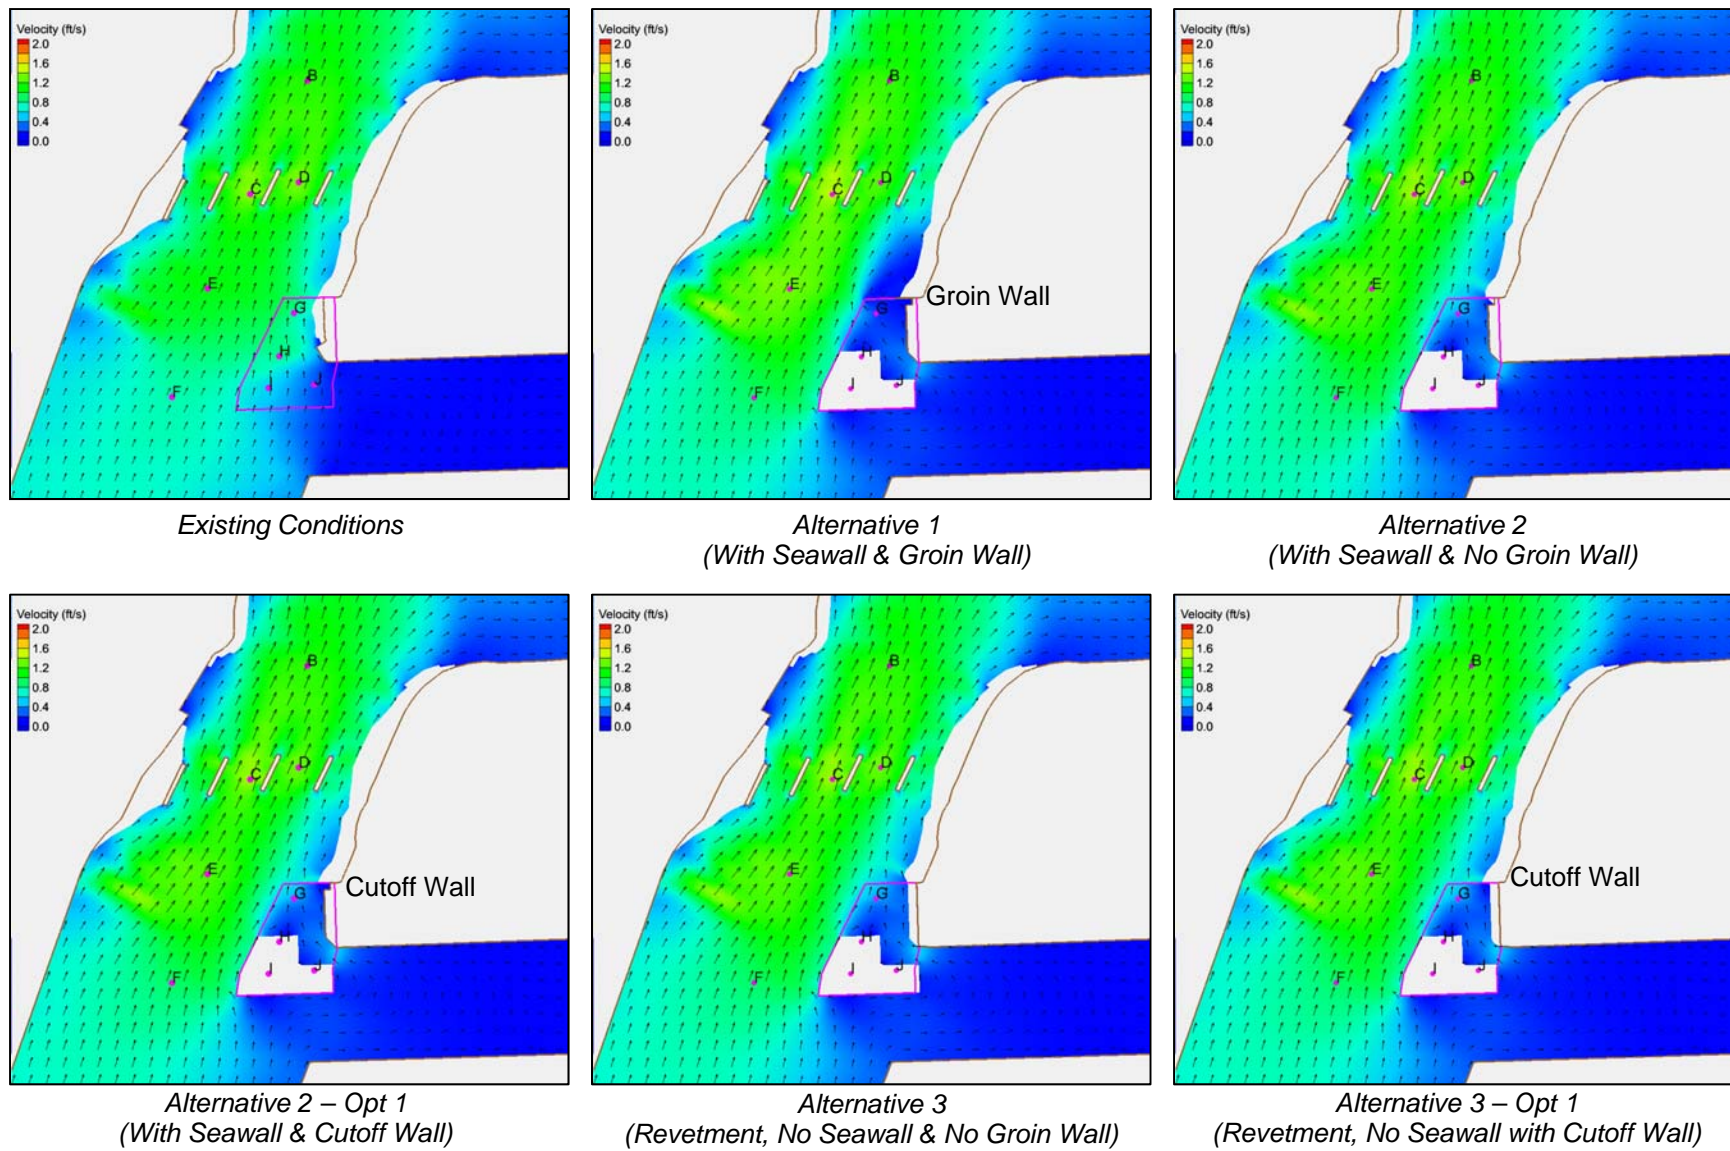 Velocity (ft/s)
2.0
1.6
1.2
0.8
0.4
0.0
B
C
D
E
F
G
H
I
J
Existing Conditions
Velocity (ft/s)
2.0
1.6
1.2
0.8
0.4
0.0
B
C
D
E
F
G
H
I
J
Groin Wall
Alternative 1
(With Seawall & Groin Wall)
Velocity (ft/s)
2.0
1.6
1.2
0.8
0.4
0.0
B
C
D
E
F
G
H
I
J
Alternative 2
(With Seawall & No Groin Wall)
Velocity (ft/s)
2.0
1.6
1.2
0.8
0.4
0.0
B
C
D
E
F
G
H
I
J
Cutoff Wall
Alternative 2 – Opt 1
(With Seawall & Cutoff Wall)
Velocity (ft/s)
2.0
1.6
1.2
0.8
0.4
0.0
B
C
D
E
F
G
H
I
J
Alternative 3
(Revetment, No Seawall & No Groin Wall)
Velocity (ft/s)
2.0
1.6
1.2
0.8
0.4
0.0
B
C
D
E
F
G
H
I
J
Cutoff Wall
Alternative 3 – Opt 1
(Revetment, No Seawall with Cutoff Wall)